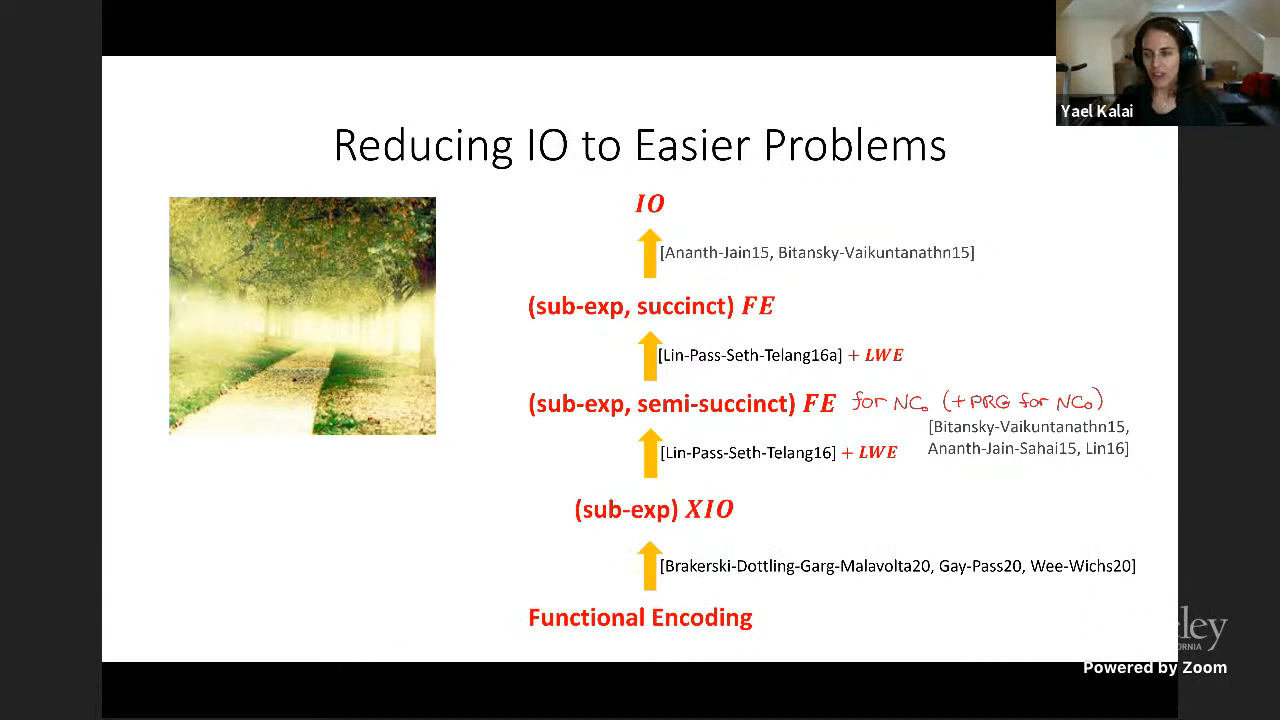 Yael Kalai
Reducing IO to Easier Problems
IO
[Ananth-Jain15, Bitansky-Vaikuntanathn15]
(sub-exp, succinct) FE
[Lin-Pass-Seth-Telang16a] + LWE
(sub-exp, semi-succinct) FE for NC₀ (+PRG for NC₀)
[Bitansky-Vaikuntanathn15,
Ananth-Jain-Sahai15, Lin16]
[Lin-Pass-Seth-Telang16] + LWE
(sub-exp) XIO
[Brakerski-Dottling-Garg-Malavolta20, Gay-Pass20, Wee-Wichs20]
Functional Encoding
eley
ORNIA
Powered by Zoom